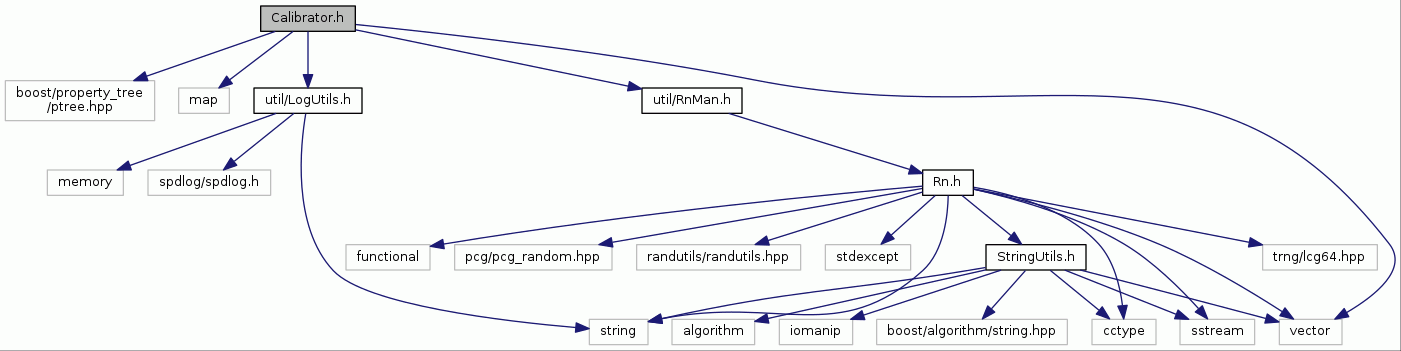 Calibrator.h
boost/property_tree
/ptree.hpp
map
util/LogUtils.h
util/RnMan.h
memory
spdlog/spdlog.h
Rn.h
functional
pcg/pcg_random.hpp
randutils/randutils.hpp
stdexcept
StringUtils.h
trng/lcg64.hpp
string
algorithm
iomanip
boost/algorithm/string.hpp
cctype
sstream
vector